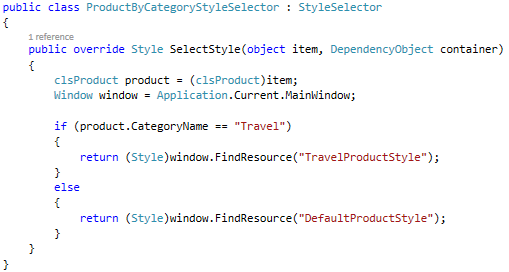 public class ProductByCategoryStyleSelector : StyleSelector
{
1 reference
public override Style SelectStyle(object item, DependencyObject container)
{
clsProduct product = (clsProduct)item;
Window window = Application.Current.MainWindow;
if (product.CategoryName == "Travel")
{
return (Style)window.FindResource("TravelProductStyle");
}
else
{
return (Style)window.FindResource("DefaultProductStyle");
}
}
}